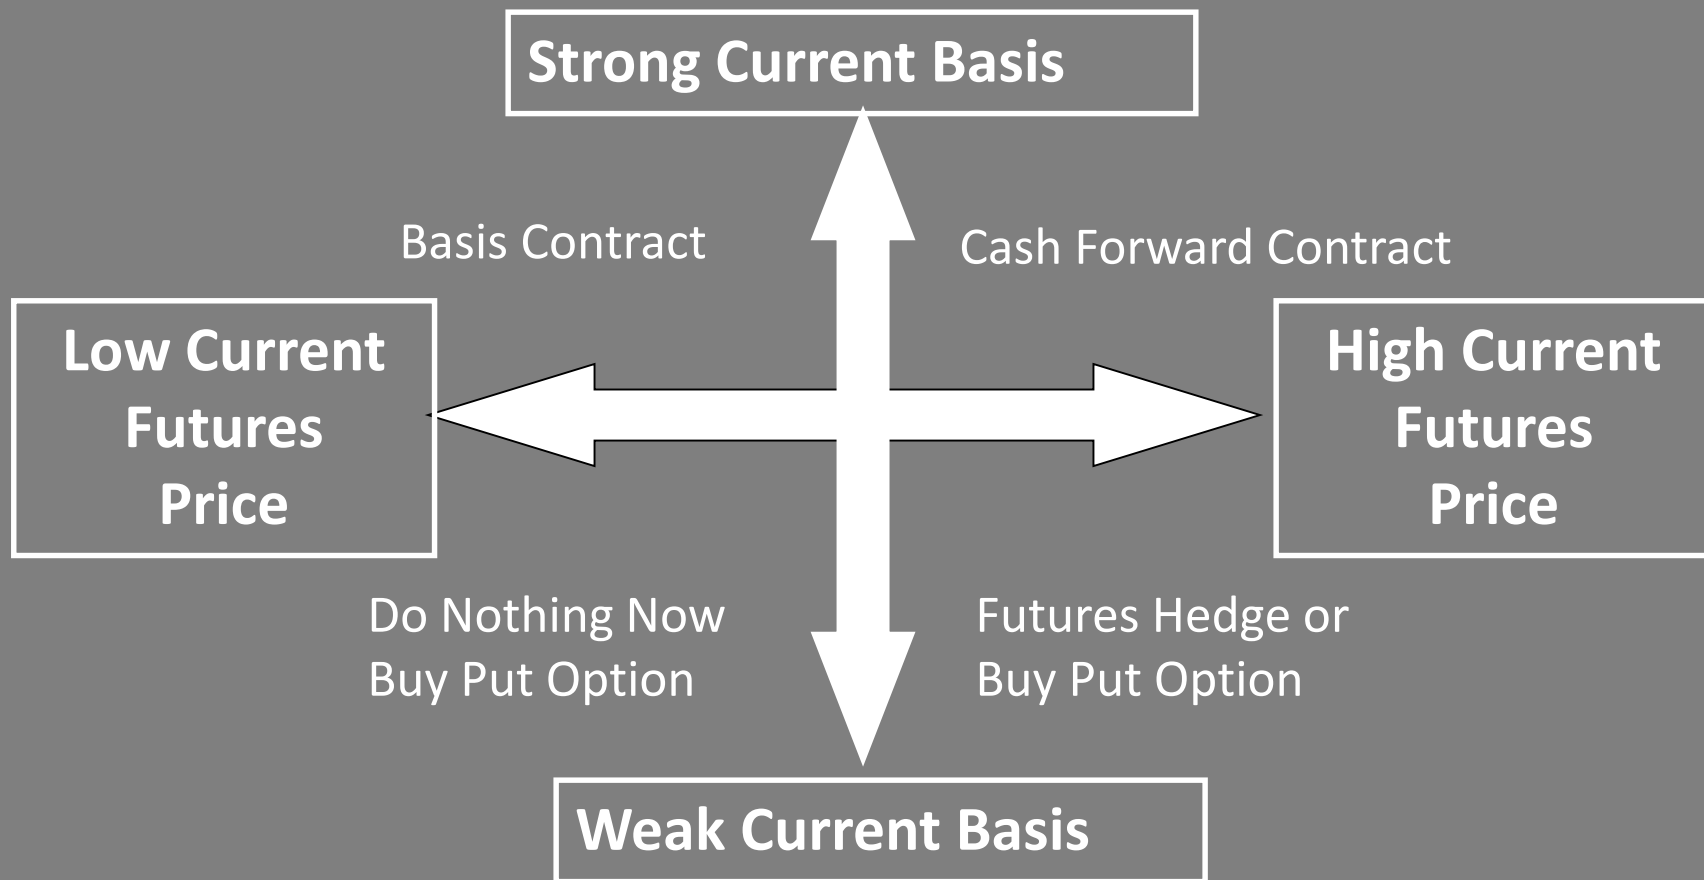 Strong Current Basis
Basis Contract
Cash Forward Contract
Low Current
Futures
Price
High Current
Futures
Price
Do Nothing Now
Buy Put Option
Futures Hedge or
Buy Put Option
Weak Current Basis